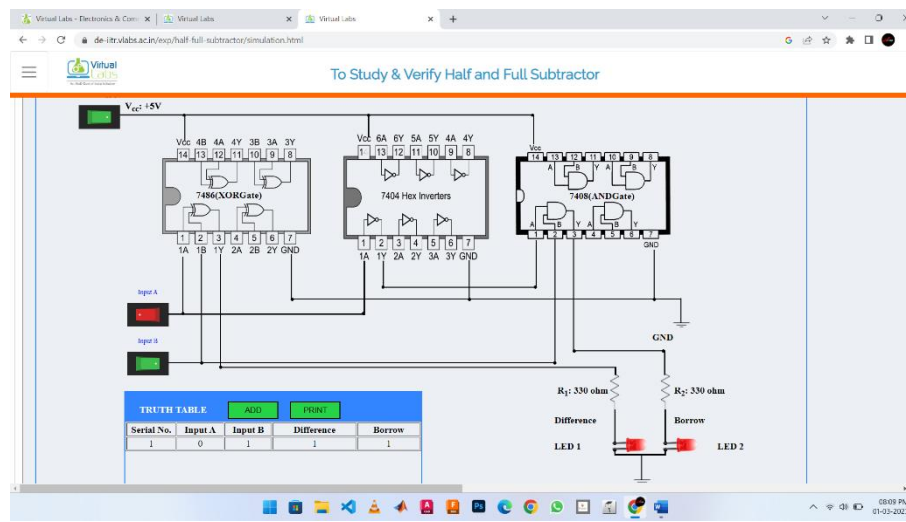 Virtual Labs - Electronics & Com
Virtual Labs
Virtual Labs
de-iitr.vlabs.ac.in/exp/half-full-subtractor/simulation.html
Virtual
Labs
To Study & Verify Half and Full Subtractor
Vcc: +5V
Vcc 4B 4A 4Y 3B 3A 3Y
14 13 12 11 10 9 8
7486(XORGate)
1 2 3 4 5 6 7
1A 1B 1Y 2A 2B 2Y GND
Vcc 6A 6Y 5A 5Y 4A 4Y
1 13 12 11 10 9 8
7404 Hex Inverters
1 2 3 4 5 6 7
1A 1Y 2A 2Y 3A 3Y GND
Vcc
14 13 12 11 10 9 8
A B Y A B Y
7408(ANDGate)
A B Y A B Y
1 2 3 4 5 6 7
GND
Input A
Input B
GND
R1: 330 ohm
R2: 330 ohm
Difference
Borrow
LED 1
LED 2
TRUTH TABLE ADD PRINT
Serial No. Input A Input B Difference Borrow
1 0 1 1 1
08:09 PM
01-03-202